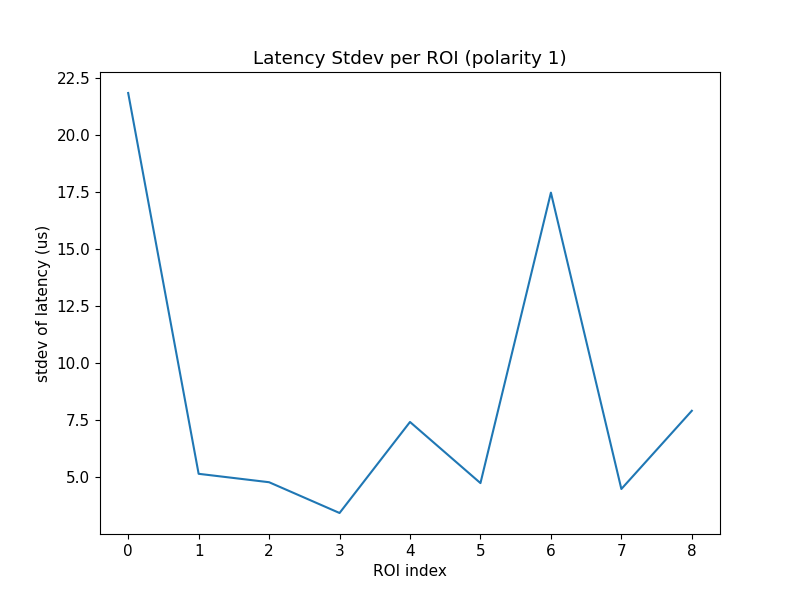 Latency Stdev per ROI (polarity 1)
stdev of latency (us)
22.5
20.0
17.5
15.0
12.5
10.0
7.5
5.0
0 1 2 3 4 5 6 7 8
ROI index